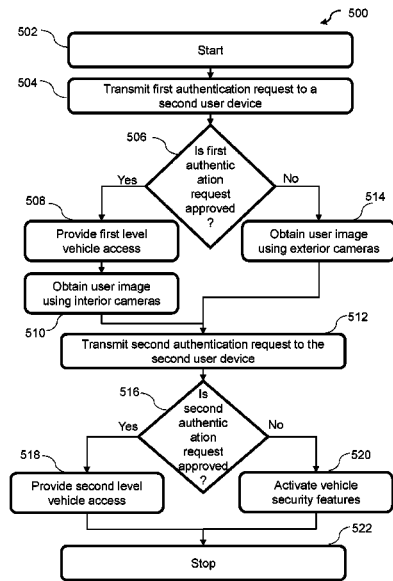 500
502
Start
504
Transmit first authentication request to a
second user device
506
Is first
authentic
ation
request
approved
?
Yes
No
508
Provide first level
vehicle access
514
Obtain user image
using exterior cameras
Obtain user image
using interior cameras
510
512
Transmit second authentication request to the
second user device
516
Is
second
authentic
ation
request
approved
?
Yes
No
518
Provide second level
vehicle access
520
Activate vehicle
security features
522
Stop